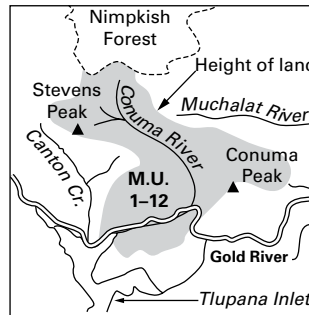 Nimpkish
Forest
Height of land
Stevens
Peak
Conuma River
Muchalat River
Canton Cr.
Conuma
Peak
M.U.
1–12
Gold River
Tlupana Inlet